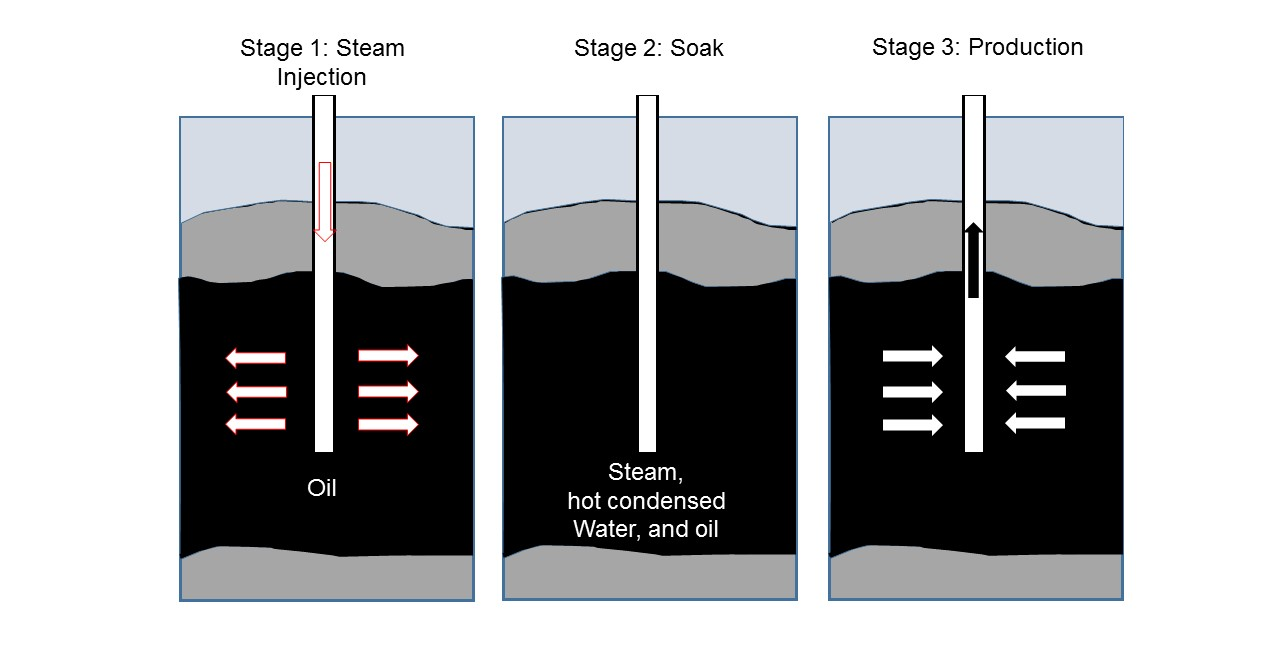 Stage 1: Steam
Injection
Stage 2: Soak
Stage 3: Production
Oil
Steam,
hot condensed
Water, and oil